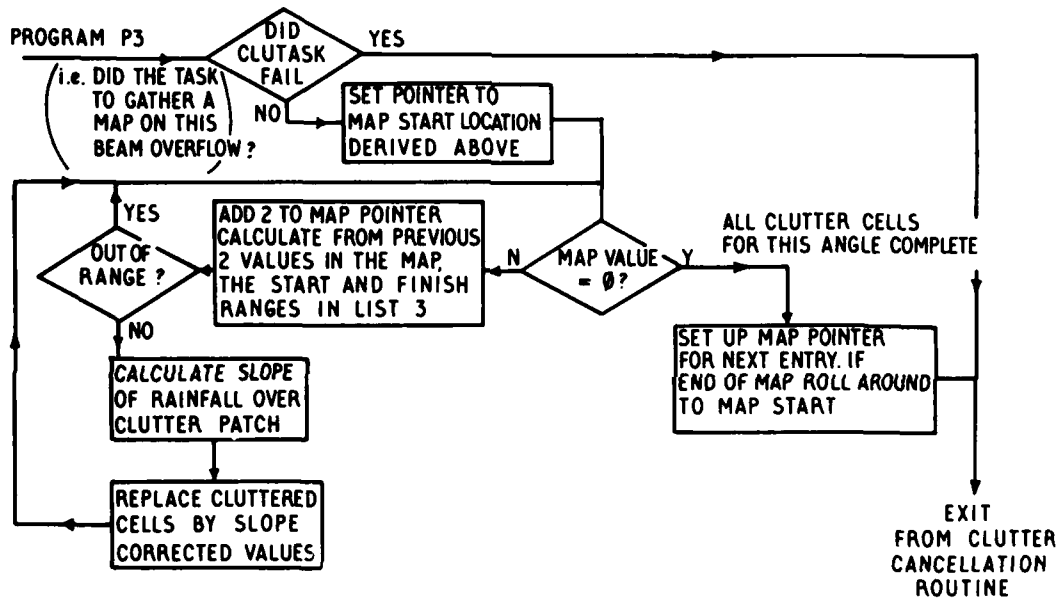 PROGRAM P3
DID
CLUTASK
FAIL
YES
i.e. DID THE TASK
TO GATHER A
MAP ON THIS
BEAM OVERFLOW?
NO
SET POINTER TO
MAP START LOCATION
DERIVED ABOVE
YES
OUT OF
RANGE ?
ADD 2 TO MAP POINTER
CALCULATE FROM PREVIOUS
2 VALUES IN THE MAP,
THE START AND FINISH
RANGES IN LIST 3
N
MAP VALUE
= Ø?
Y
ALL CLUTTER CELLS
FOR THIS ANGLE COMPLETE
NO
CALCULATE SLOPE
OF RAINFALL OVER
CLUTTER PATCH
SET UP MAP POINTER
FOR NEXT ENTRY. IF
END OF MAP ROLL AROUND
TO MAP START
REPLACE CLUTTERED
CELLS BY SLOPE
CORRECTED VALUES
EXIT
FROM CLUTTER
CANCELLATION
ROUTINE